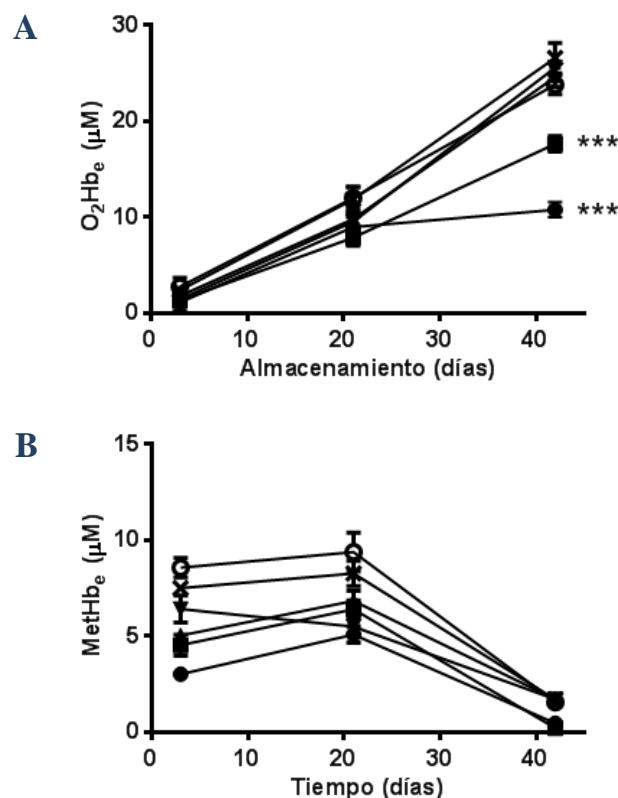 A
30
20
10
0
O₂Hbₑ (μM)
***
***
0 10 20 30 40
Almacenamiento (días)
B
15
10
5
0
MetHbₑ (μM)
0 10 20 30 40
Tiempo (días)